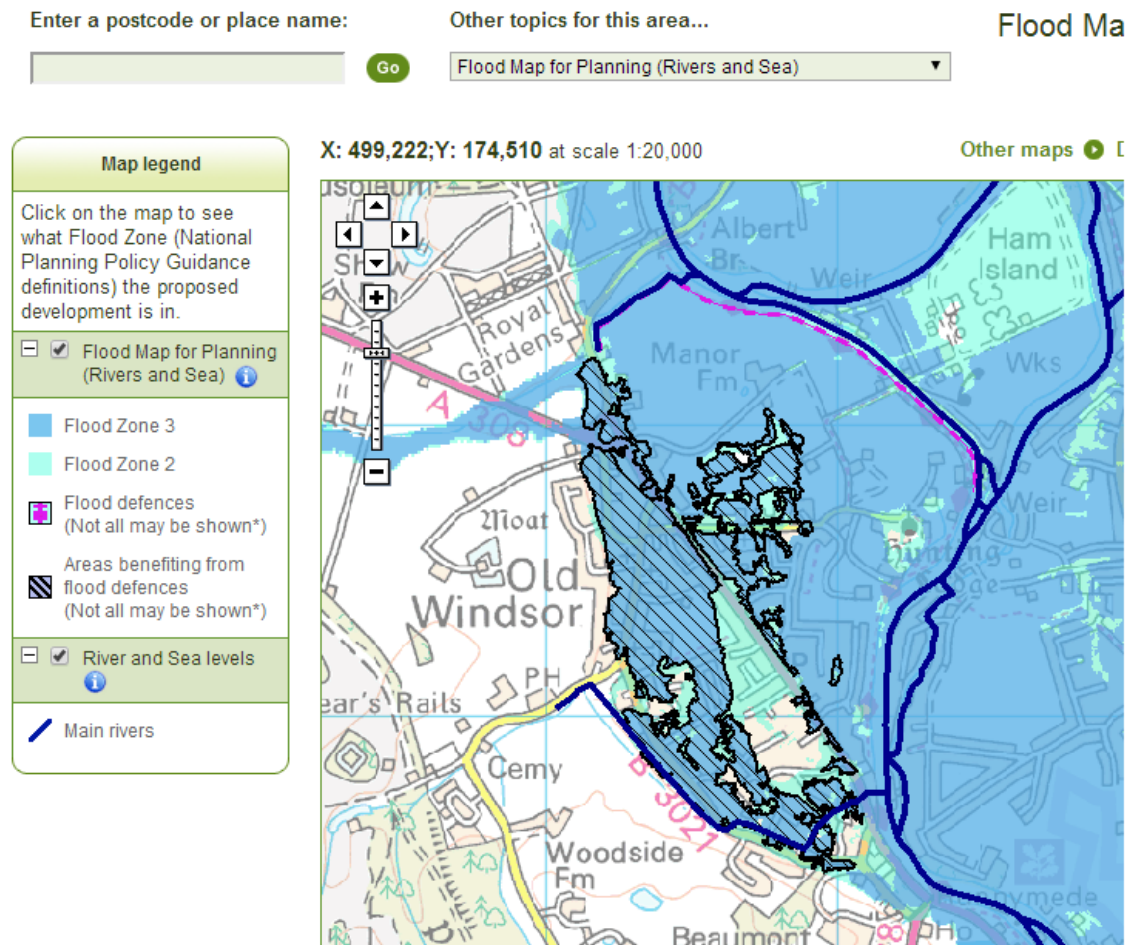 Enter a postcode or place name:
Other topics for this area...
Flood Ma
Go
Flood Map for Planning (Rivers and Sea)
Map legend
Click on the map to see
what Flood Zone (National
Planning Policy Guidance
definitions) the proposed
development is in.
Flood Map for Planning
(Rivers and Sea)
Flood Zone 3
Flood Zone 2
Flood defences
(Not all may be shown*)
Areas benefiting from
flood defences
(Not all may be shown*)
River and Sea levels
Main rivers
X: 499,222;Y: 174,510 at scale 1:20,000
Other maps
usoleum
Albert
Br
Weir
Ham
Island
Royal
Gardens
Manor
Fm
Wks
A 308
Moat
Old
Windsor
Weir
PH
ear's Rails
Cemy
B 3021
Woodside
Fm
nnymede
Beaumont
PH